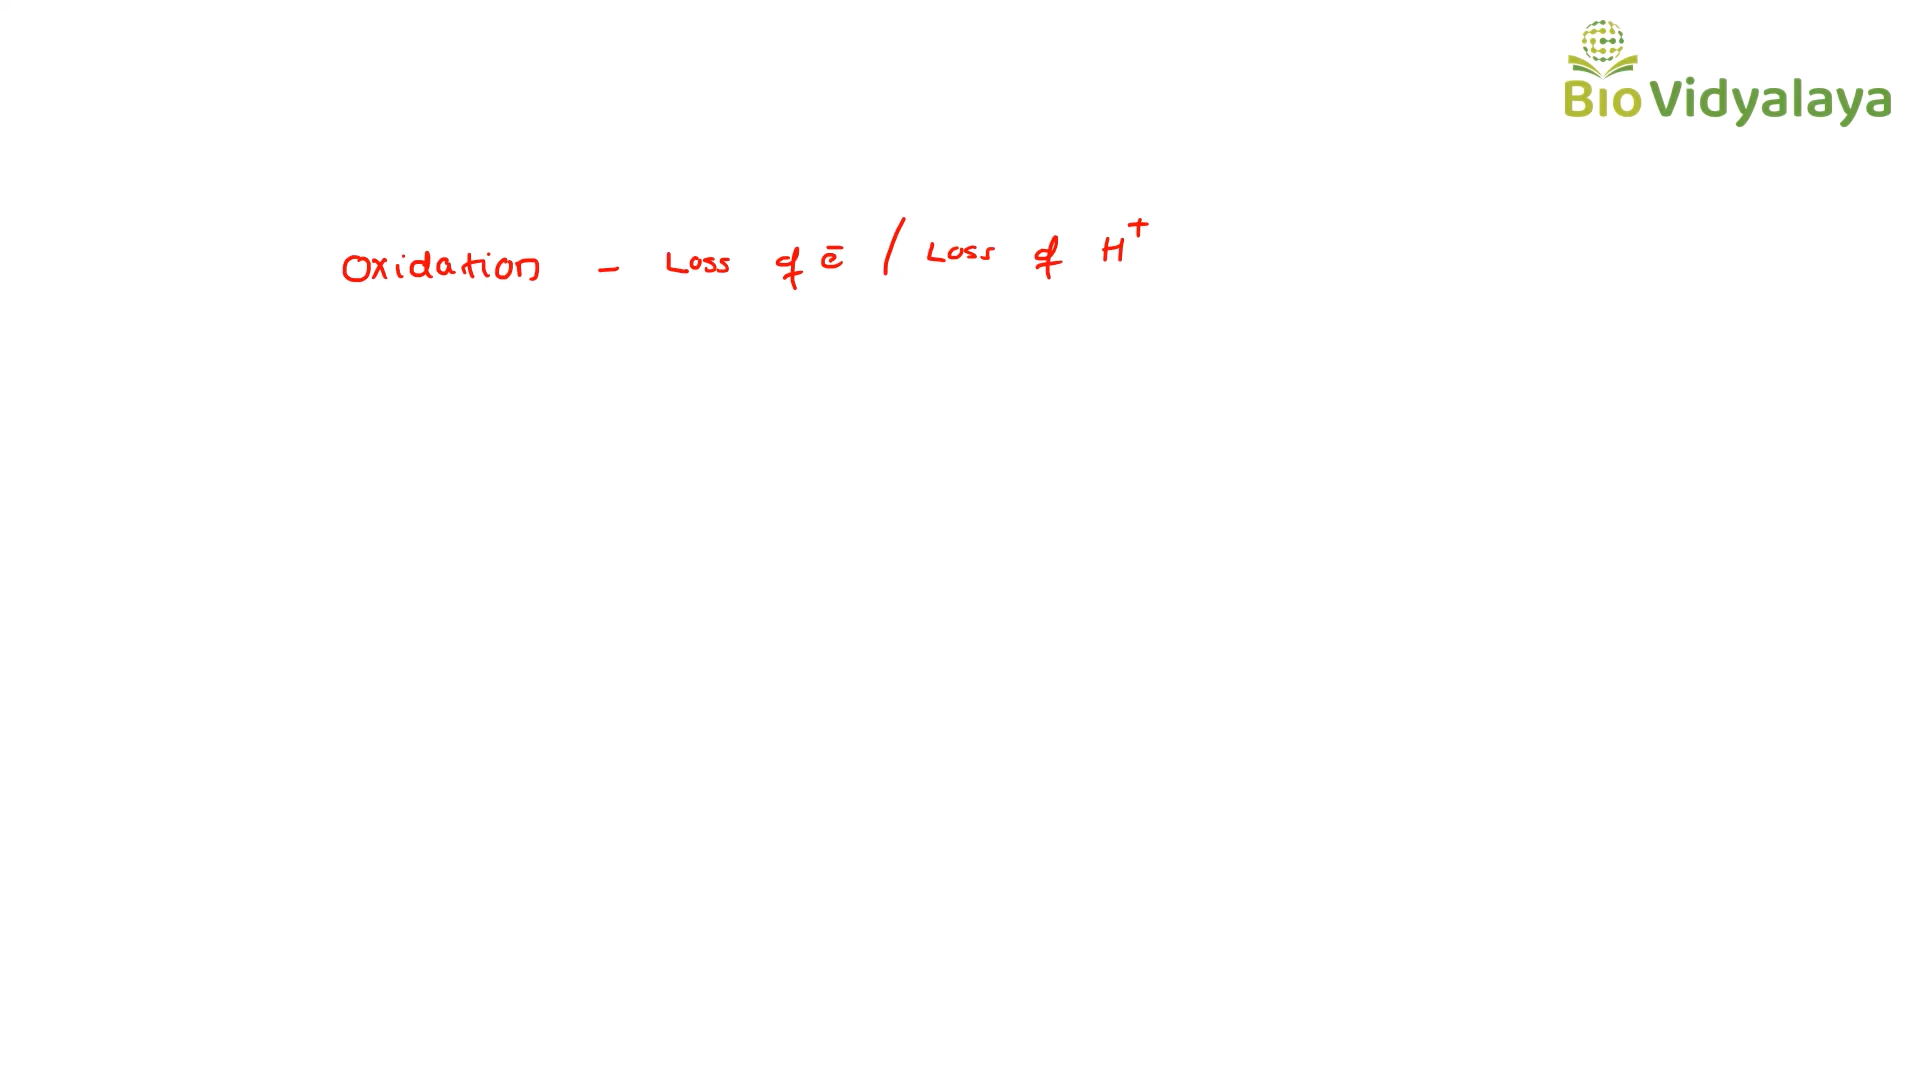 Bio Vidyalaya
Oxidation - Loss of ē / Loss of H⁺